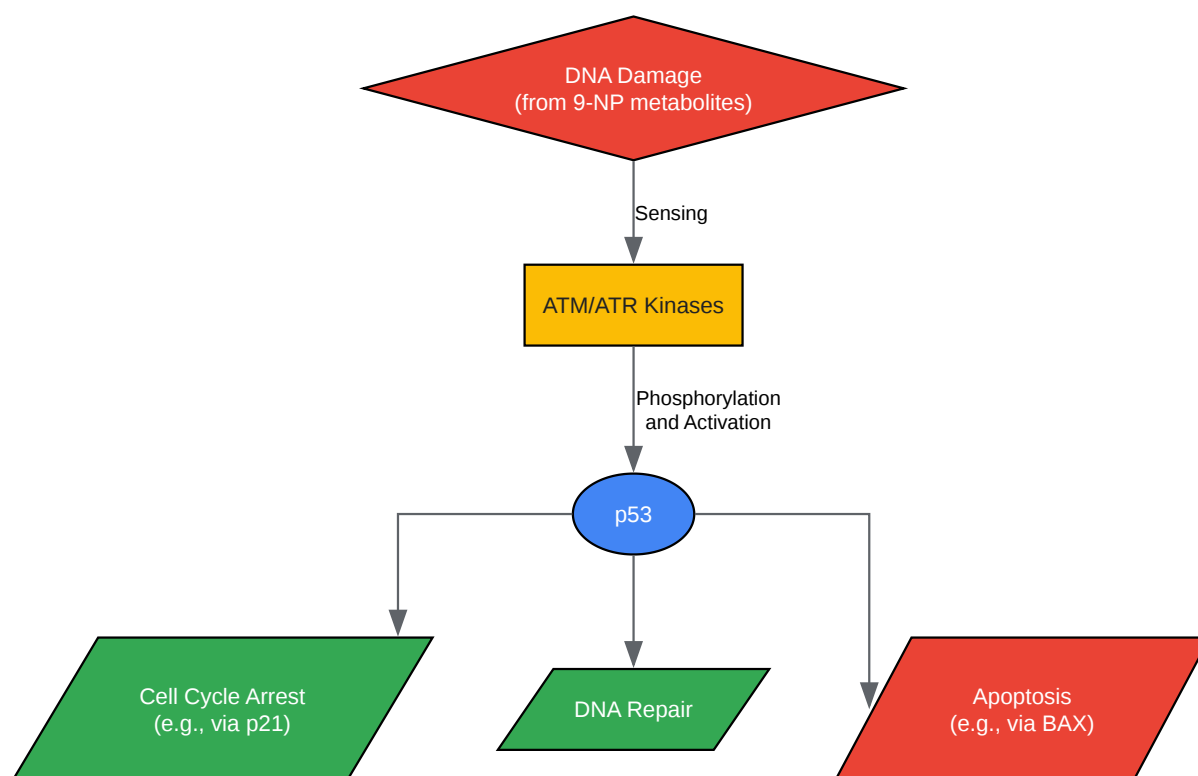 DNA Damage
(from 9-NP metabolites)
Sensing
ATM/ATR Kinases
Phosphorylation
and Activation
p53
Cell Cycle Arrest
(e.g., via p21)
DNA Repair
Apoptosis
(e.g., via BAX)